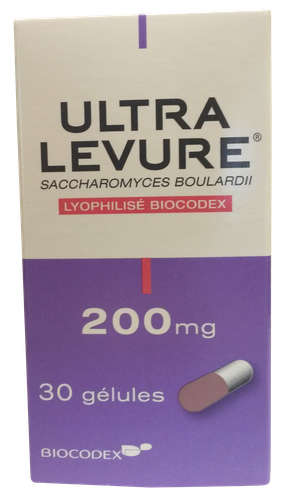 ULTRA
LEVURE®
SACCHAROMYCES BOULARDII
LYOPHILISÉ BIOCODEX
200mg
30 gélules
BIOCODEX